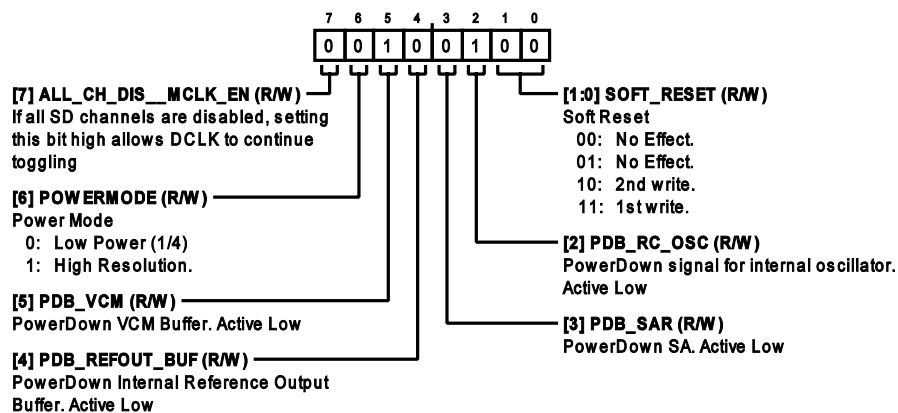 7 6 5 4 3 2 1 0
0 0 1 0 0 1 0 0
[7] ALL_CH_DIS__MCLK_EN (R/W)
If all SD channels are disabled, setting
this bit high allows DCLK to continue
toggling
[6] POWERMODE (R/W)
Power Mode
0: Low Power (1/4)
1: High Resolution.
[5] PDB_VCM (R/W)
PowerDown VCM Buffer. Active Low
[4] PDB_REFOUT_BUF (R/W)
PowerDown Internal Reference Output
Buffer. Active Low
[1:0] SOFT_RESET (R/W)
Soft Reset
00: No Effect.
01: No Effect.
10: 2nd write.
11: 1st write.
[2] PDB_RC_OSC (R/W)
PowerDown signal for internal oscillator.
Active Low
[3] PDB_SAR (R/W)
PowerDown SA. Active Low